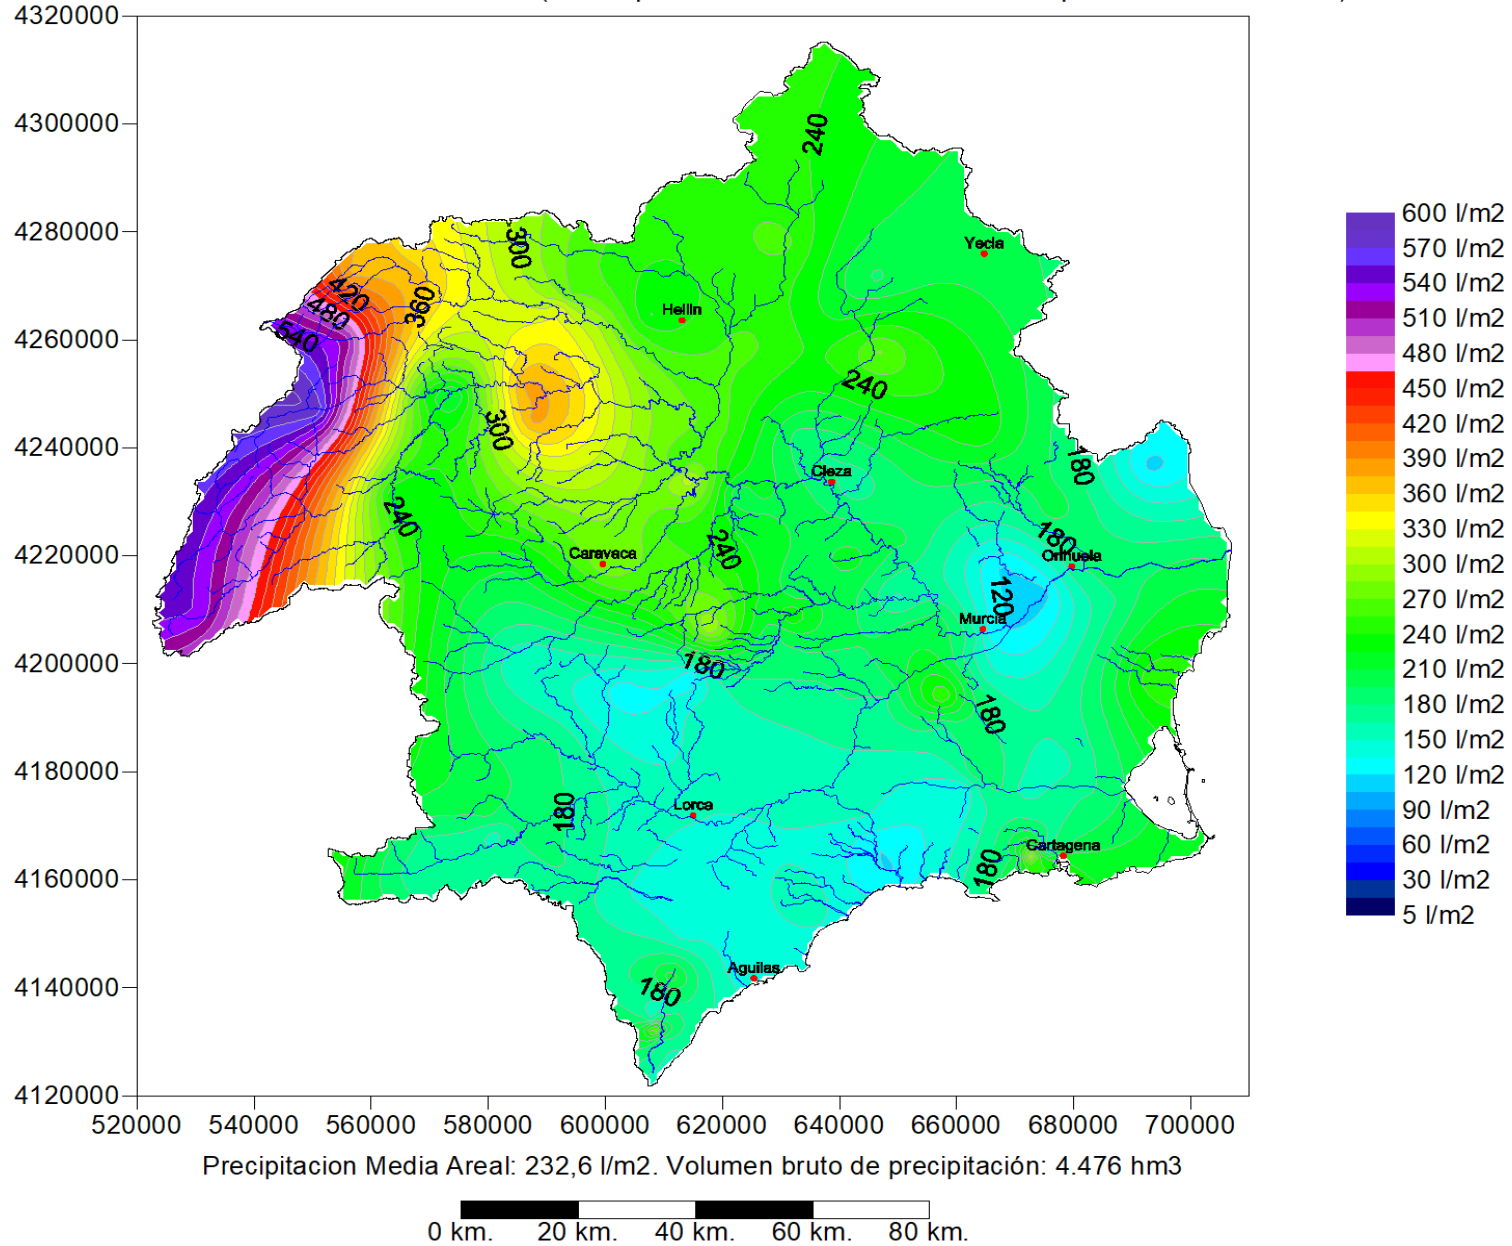 4320000
4300000
4280000
4260000
4240000
4220000
4200000
4180000
4160000
4140000
4120000
520000 540000 560000 580000 600000 620000 640000 660000 680000 700000
240
300
420
480
540
360
Yecla
Hellin
240
300
Cieza
180
240
Caravaca
240
180
Orihuela
120
Murcia
180
180
180
Lorca
180
Cartagena
Aguilas
180
600 l/m2
570 l/m2
540 l/m2
510 l/m2
480 l/m2
450 l/m2
420 l/m2
390 l/m2
360 l/m2
330 l/m2
300 l/m2
270 l/m2
240 l/m2
210 l/m2
180 l/m2
150 l/m2
120 l/m2
90 l/m2
60 l/m2
30 l/m2
5 l/m2
Precipitacion Media Areal: 232,6 l/m2. Volumen bruto de precipitación: 4.476 hm3
0 km. 20 km. 40 km. 60 km. 80 km.